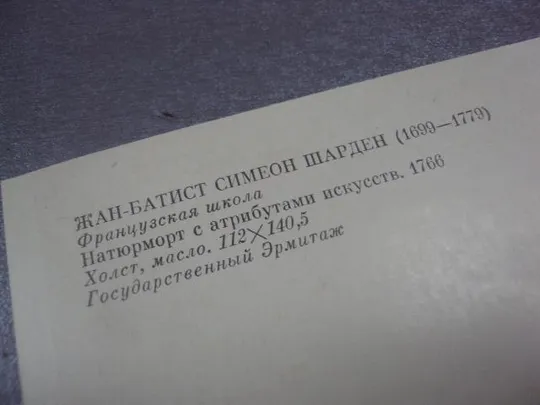 ЖАН-БАТИСТ СИМЕОН ШАРДЕН (1699—1779)
Французская школа
Натюрморт с атрибутами искусств. 1766
Холст, масло. 112×140,5
Государственный Эрмитаж